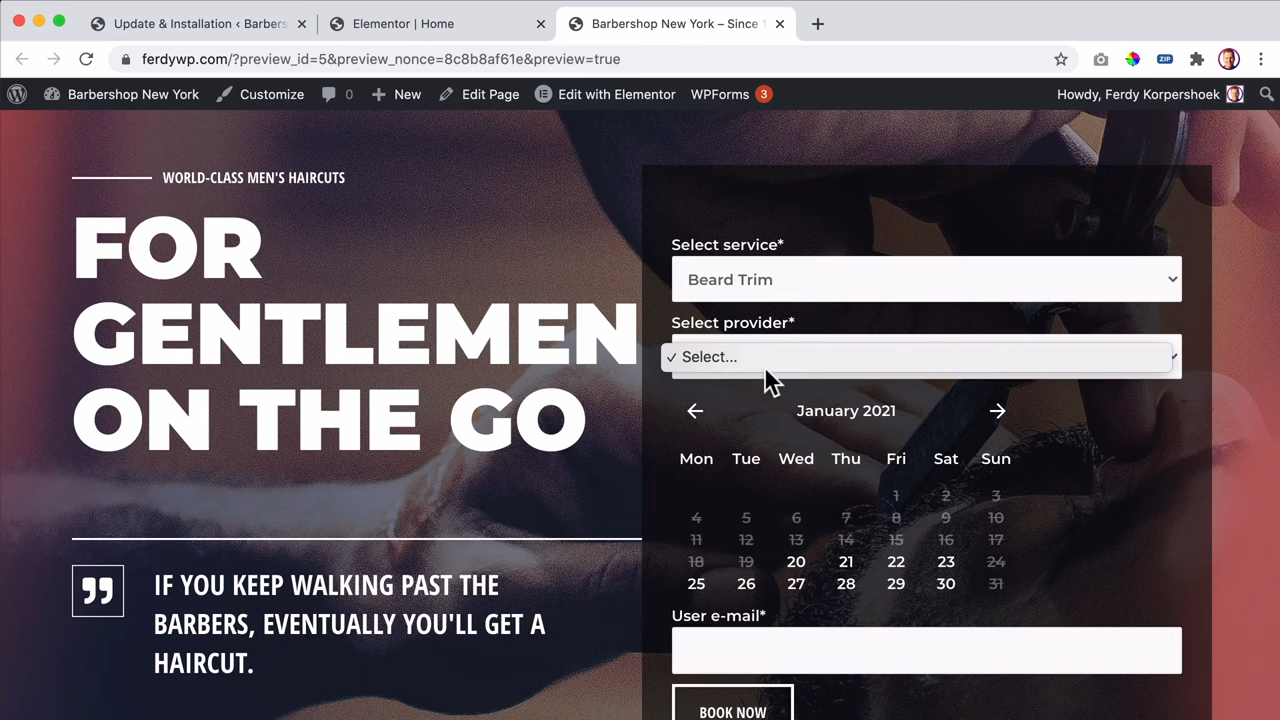 Update & Installation ‹ Barbers
Elementor | Home
Barbershop New York – Since 1
ferdywp.com/?preview_id=5&preview_nonce=8c8b8af61e&preview=true
ZIP
Barbershop New York
Customize
0
New
Edit Page
Edit with Elementor
WPForms 3
Howdy, Ferdy Korpershoek
WORLD-CLASS MEN'S HAIRCUTS
FOR
GENTLEMEN
ON THE GO
IF YOU KEEP WALKING PAST THE
BARBERS, EVENTUALLY YOU'LL GET A
HAIRCUT.
Select service*
Beard Trim
Select provider*
✓ Select...
January 2021
Mon Tue Wed Thu Fri Sat Sun
1 2 3
4 5 6 7 8 9 10
11 12 13 14 15 16 17
18 19 20 21 22 23 24
25 26 27 28 29 30 31
User e-mail*
BOOK NOW